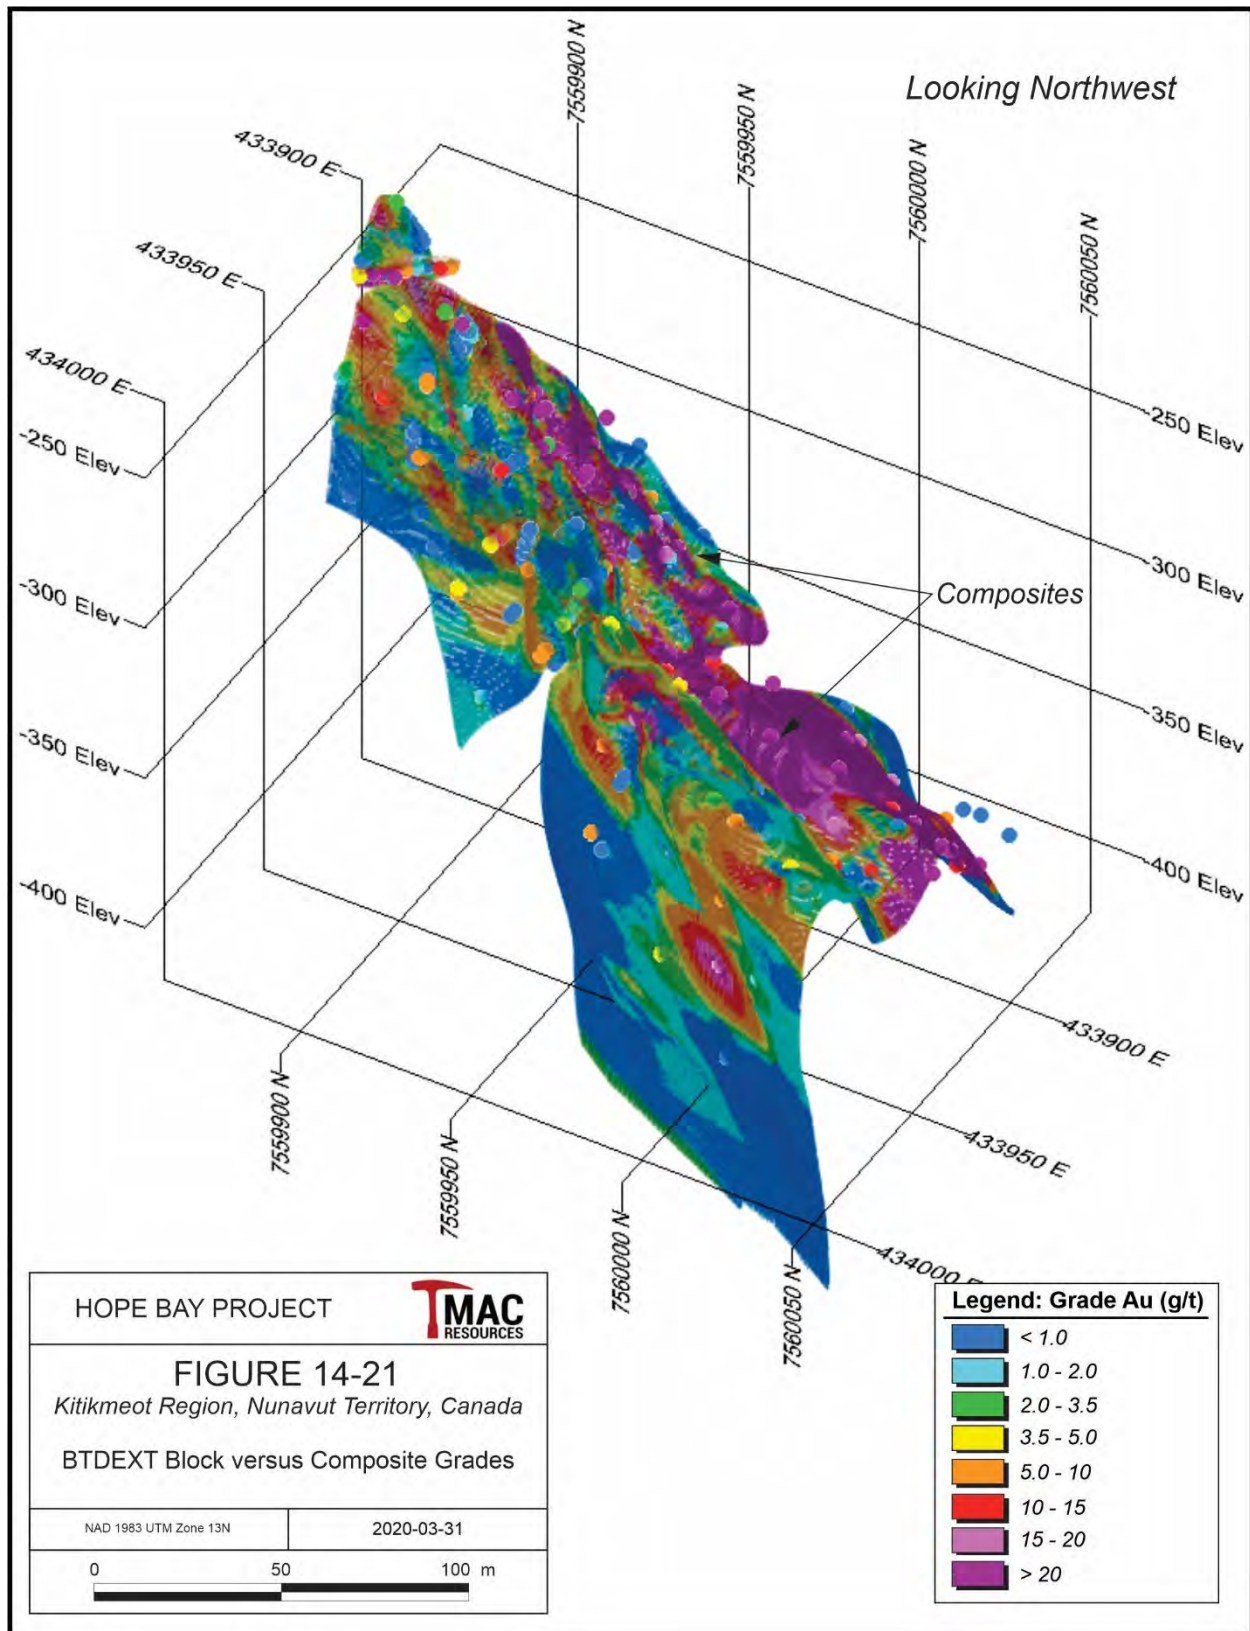 Looking Northwest
7559900 N
7559950 N
7560000 N
7560050 N
433900 E
433950 E
434000 E
-250 Elev
-300 Elev
-350 Elev
-400 Elev
-250 Elev
-300 Elev
-350 Elev
-400 Elev
Composites
433900 E
433950 E
434000 E
7559900 N
7559950 N
7560000 N
7560050 N
HOPE BAY PROJECT
TMAC
RESOURCES
FIGURE 14-21
Kitikmeot Region, Nunavut Territory, Canada
BTDEXT Block versus Composite Grades
NAD 1983 UTM Zone 13N
2020-03-31
0 50 100 m
Legend: Grade Au (g/t)
< 1.0
1.0 - 2.0
2.0 - 3.5
3.5 - 5.0
5.0 - 10
10 - 15
15 - 20
> 20